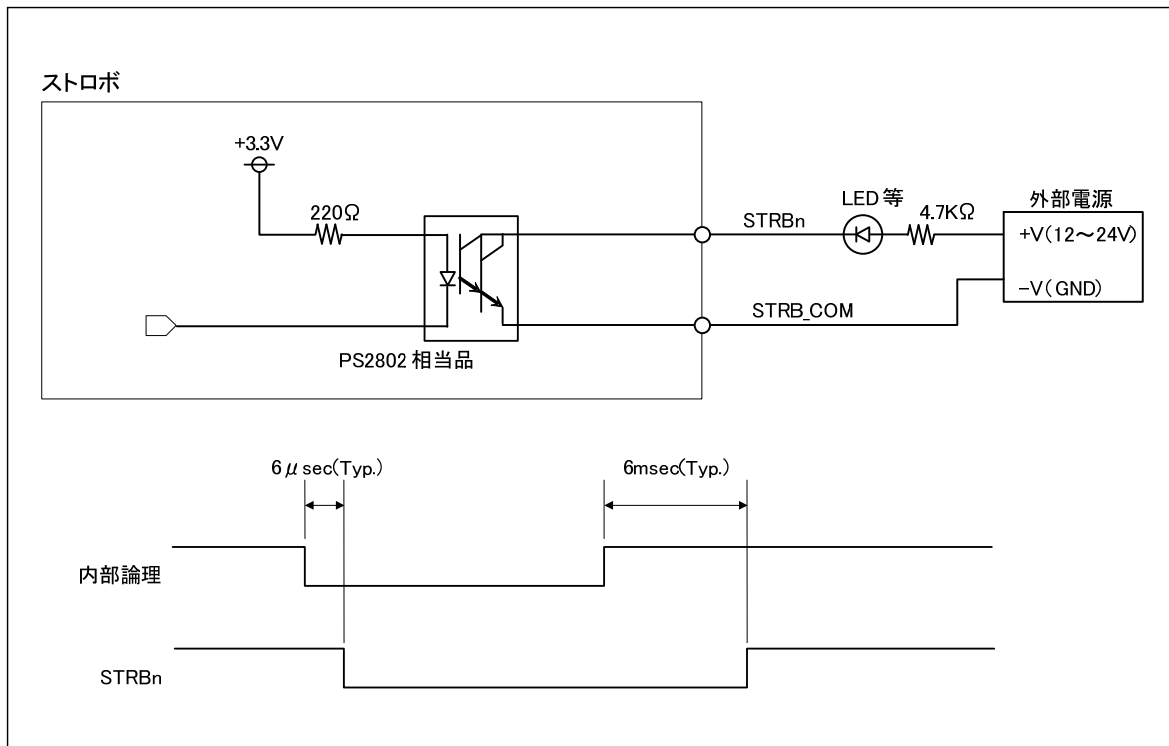 ストロボ
+3.3V
220Ω
PS2802 相当品
STRBn
STRB_COM
LED 等
4.7KΩ
外部電源
+V(12～24V)
-V(GND)
6μsec(Typ.)
6msec(Typ.)
内部論理
STRBn